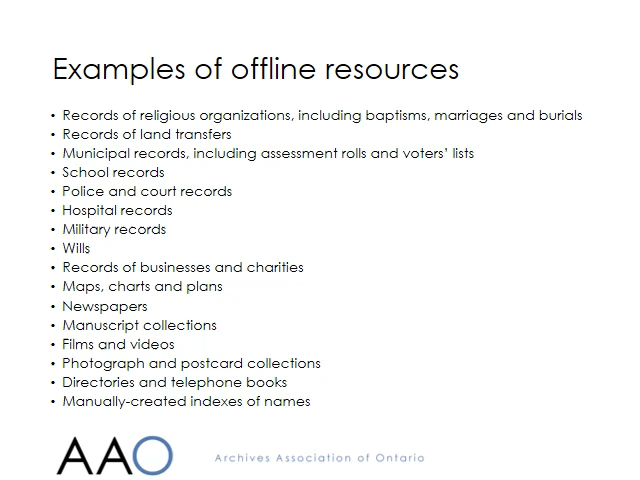 Examples of offline resources
• Records of religious organizations, including baptisms, marriages and burials
• Records of land transfers
• Municipal records, including assessment rolls and voters' lists
• School records
• Police and court records
• Hospital records
• Military records
• Wills
• Records of businesses and charities
• Maps, charts and plans
• Newspapers
• Manuscript collections
• Films and videos
• Photograph and postcard collections
• Directories and telephone books
• Manually-created indexes of names
AAO
Archives Association of Ontario